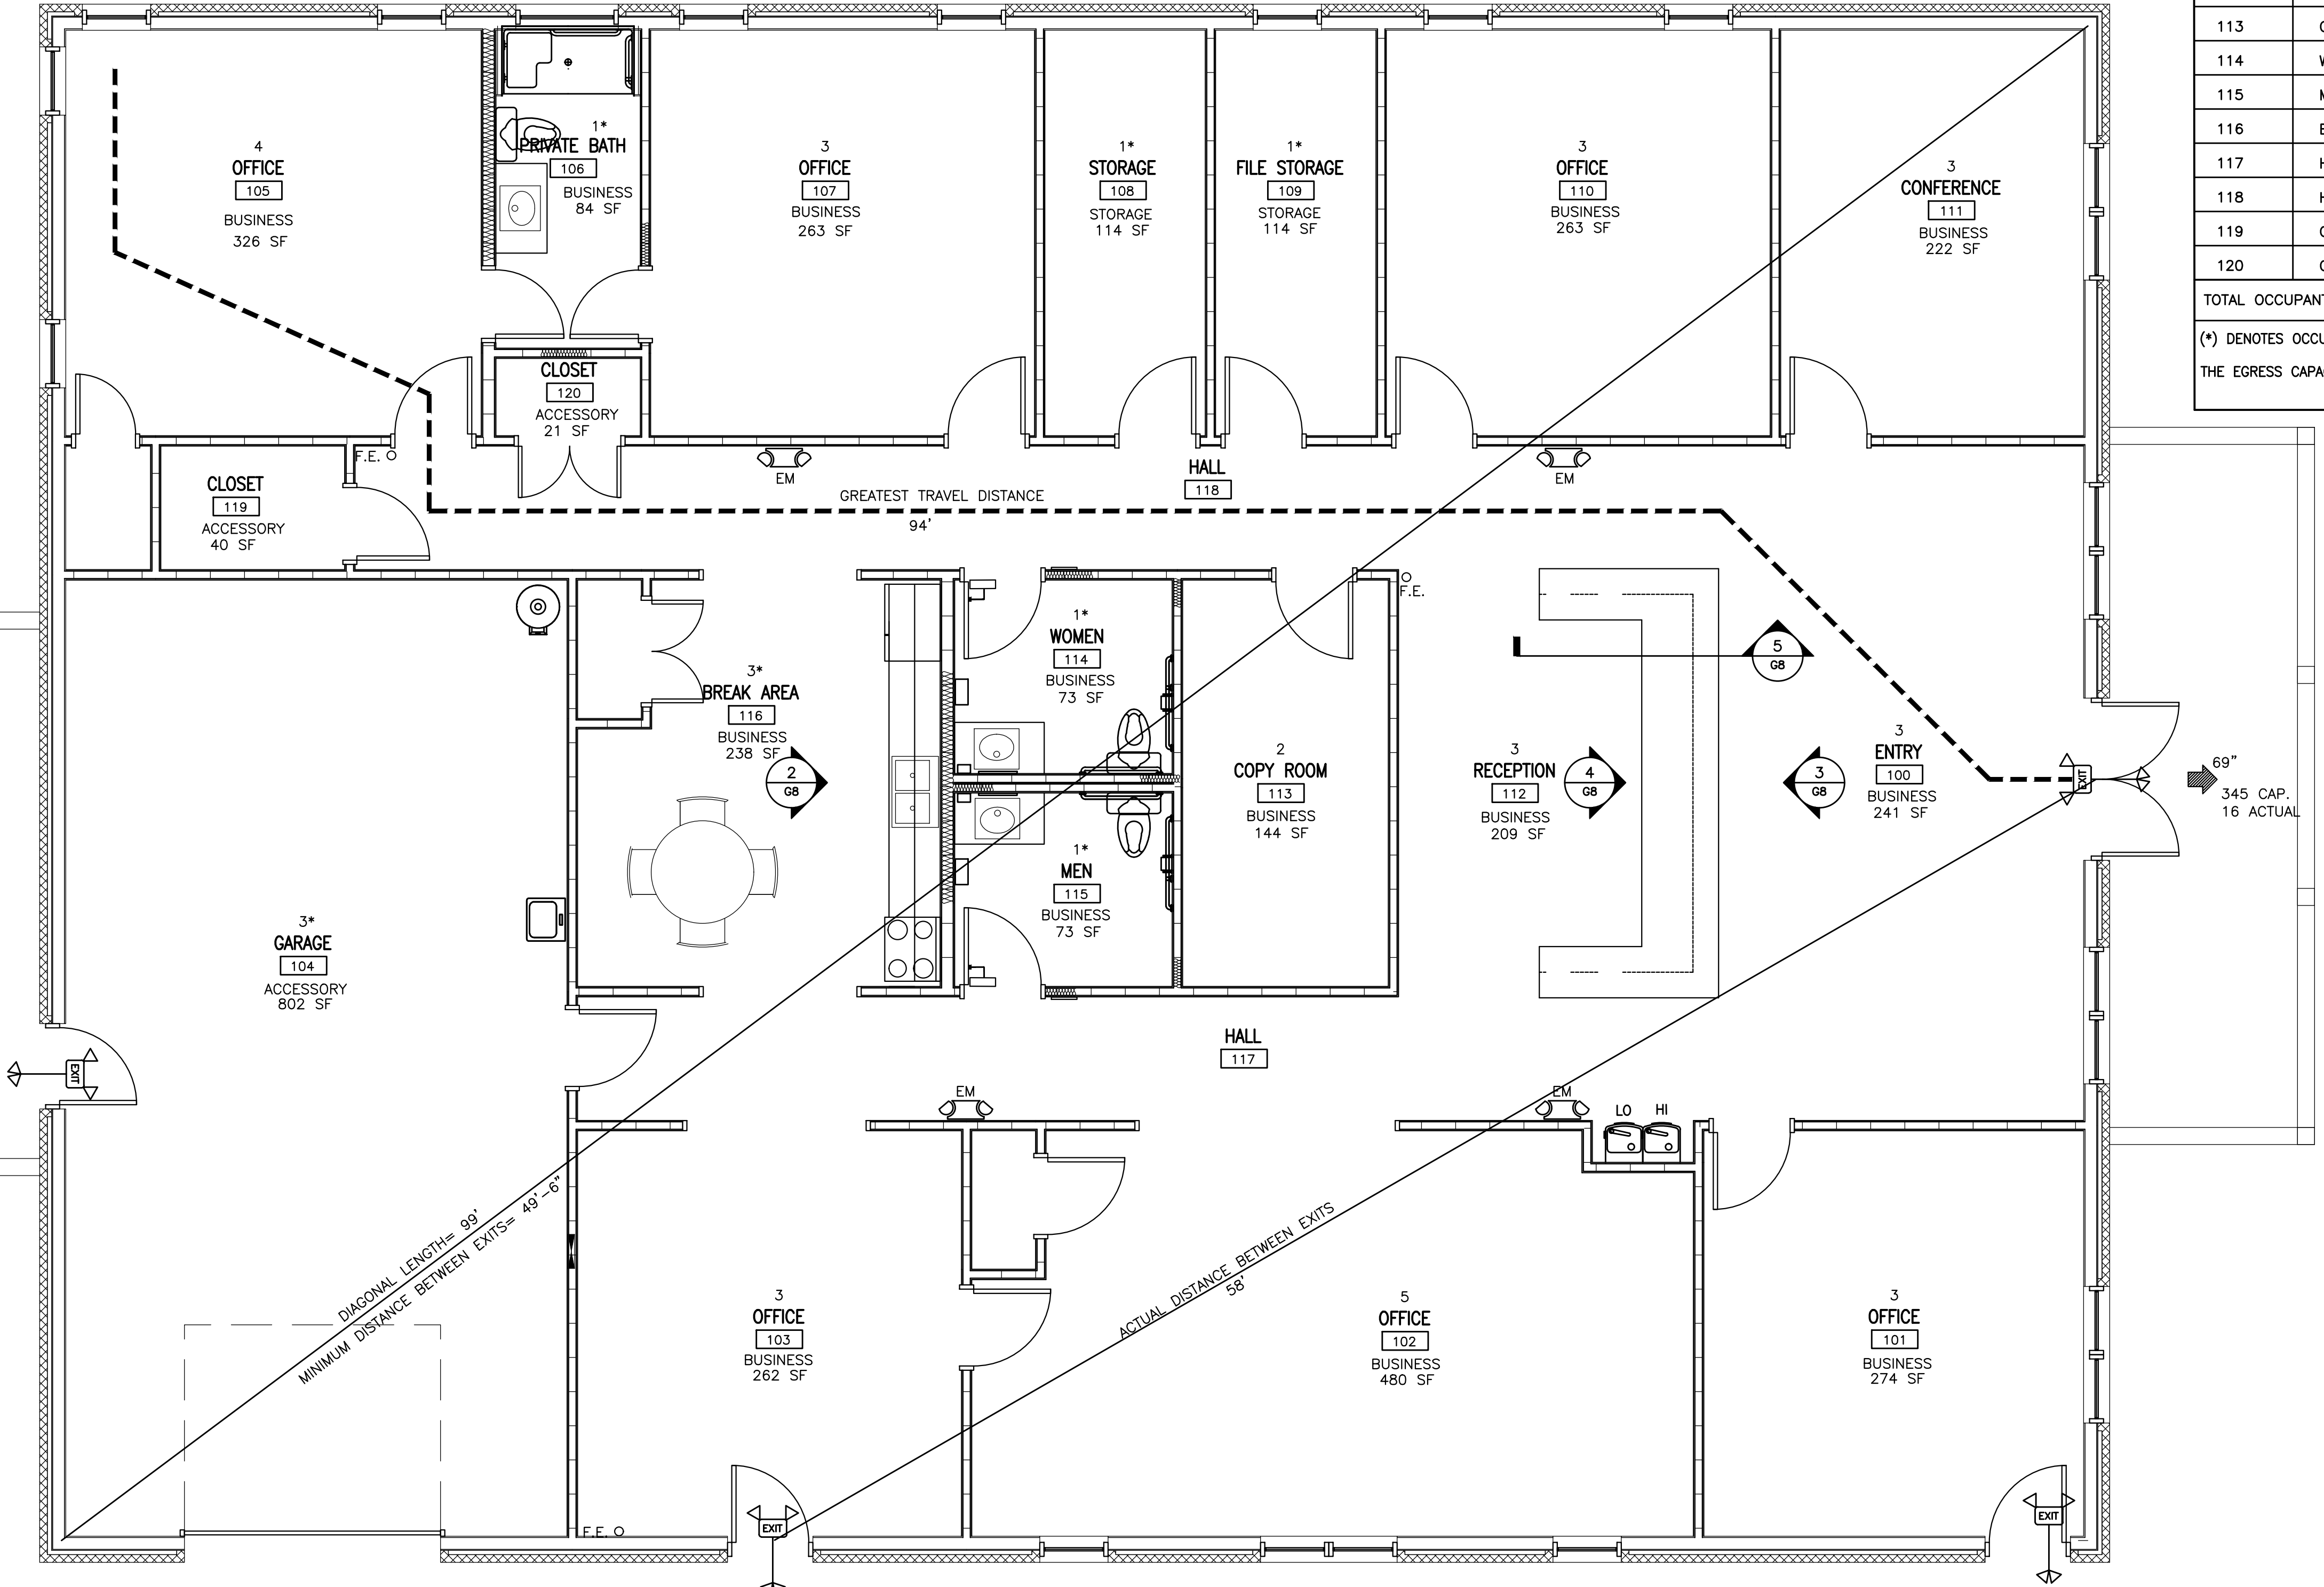 4
OFFICE
105
BUSINESS
326 SF
1*
PRIVATE BATH
106
BUSINESS
84 SF
3
OFFICE
107
BUSINESS
263 SF
1*
STORAGE
108
STORAGE
114 SF
1*
FILE STORAGE
109
STORAGE
114 SF
3
OFFICE
110
BUSINESS
263 SF
3
CONFERENCE
111
BUSINESS
222 SF
113
114
115
116
117
118
119
120
TOTAL
(*) DENOTES
THE EGRESS
CLOSET
120
ACCESSORY
21 SF
F.E.
CLOSET
119
ACCESSORY
40 SF
EM
HALL
118
EM
GREATEST TRAVEL DISTANCE
94'
F.E.
3*
BREAK AREA
116
BUSINESS
238 SF
2
G8
1*
WOMEN
114
BUSINESS
73 SF
1*
MEN
115
BUSINESS
73 SF
2
COPY ROOM
113
BUSINESS
144 SF
3
RECEPTION
112
BUSINESS
209 SF
4
G8
5
G8
3
G8
3
ENTRY
100
BUSINESS
241 SF
EXIT
69"
345 CAP.
16 ACTUAL
3*
GARAGE
104
ACCESSORY
802 SF
EXIT
HALL
117
EM
EM
LO
HI
DIAGONAL LENGTH= 99'
MINIMUM DISTANCE BETWEEN EXITS= 49'-6"
ACTUAL DISTANCE BETWEEN EXITS
58'
3
OFFICE
103
BUSINESS
262 SF
5
OFFICE
102
BUSINESS
480 SF
3
OFFICE
101
BUSINESS
274 SF
F.E.
EXIT
EXIT